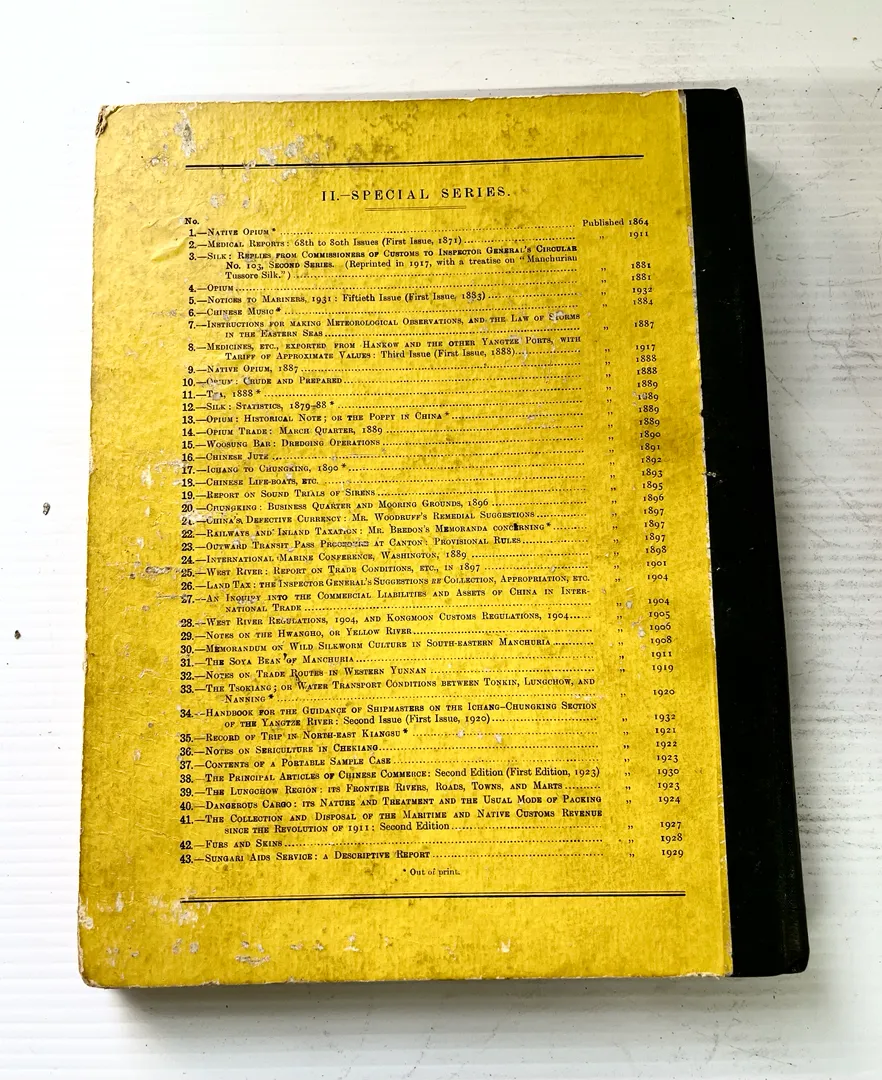 II.—SPECIAL SERIES.
No.
1.—NATIVE OPIUM * Published 1864
2.—MEDICAL REPORTS: 68th to 80th Issues (First Issue, 1871) „ 1911
3.—SILK: REPLIES FROM COMMISSIONERS OF CUSTOMS TO INSPECTOR GENERAL'S CIRCULAR
No. 103, SECOND SERIES. (Reprinted in 1917, with a treatise on "Manchurian
Tussore Silk.") „ 1881
4.—OPIUM „ 1881
5.—NOTICES TO MARINERS, 1931: Fiftieth Issue (First Issue, 1883) „ 1932
6.—CHINESE MUSIC * „ 1884
7.—INSTRUCTIONS FOR MAKING METEOROLOGICAL OBSERVATIONS, AND THE LAW OF STORMS
IN THE EASTERN SEAS „ 1887
8.—MEDICINES, ETC., EXPORTED FROM HANKOW AND THE OTHER YANGTZE PORTS, WITH
TARIFF OF APPROXIMATE VALUES: Third Issue (First Issue, 1888) „ 1917
9.—NATIVE OPIUM, 1887 „ 1888
10.—OPIUM: CRUDE AND PREPARED „ 1888
11.—TEA, 1888 * „ 1889
12.—SILK: STATISTICS, 1879-88 * „ 1889
13.—OPIUM: HISTORICAL NOTE; OR THE POPPY IN CHINA * „ 1889
14.—OPIUM TRADE: MARCH QUARTER, 1889 „ 1889
15.—WOOSUNG BAR: DREDGING OPERATIONS „ 1890
16.—CHINESE JUTE „ 1891
17.—ICHANG TO CHUNGKING, 1890 * „ 1892
18.—CHINESE LIFE-BOATS, ETC. „ 1893
19.—REPORT ON SOUND TRIALS OF SIRENS „ 1895
20.—CHUNGKING: BUSINESS QUARTER AND MOORING GROUNDS, 1896 „ 1896
21.—CHINA'S DEFECTIVE CURRENCY: MR. WOODRUFF'S REMEDIAL SUGGESTIONS „ 1897
22.—RAILWAYS AND INLAND TAXATION: MR. BREDON'S MEMORANDA CONCERNING * „ 1897
23.—OUTWARD TRANSIT PASS PROCEDURE AT CANTON: PROVISIONAL RULES „ 1897
24.—INTERNATIONAL MARINE CONFERENCE, WASHINGTON, 1889 „ 1898
25.—WEST RIVER: REPORT ON TRADE CONDITIONS, ETC., IN 1897 „ 1901
26.—LAND TAX: THE INSPECTOR GENERAL'S SUGGESTIONS RE COLLECTION, APPROPRIATION, ETC. „ 1904
27.—AN INQUIRY INTO THE COMMERCIAL LIABILITIES AND ASSETS OF CHINA IN INTER-
NATIONAL TRADE „ 1904
28.—WEST RIVER REGULATIONS, 1904, AND KONGMOON CUSTOMS REGULATIONS, 1904 „ 1905
29.—NOTES ON THE HWANGHO, OR YELLOW RIVER „ 1906
30.—MEMORANDUM ON WILD SILKWORM CULTURE IN SOUTH-EASTERN MANCHURIA „ 1908
31.—THE SOYA BEAN OF MANCHURIA „ 1911
32.—NOTES ON TRADE ROUTES IN WESTERN YUNNAN „ 1919
33.—THE TSOKIANG; OR WATER TRANSPORT CONDITIONS BETWEEN TONKIN, LUNGCHOW, AND
NANNING * „ 1920
34.—HANDBOOK FOR THE GUIDANCE OF SHIPMASTERS ON THE ICHANG-CHUNGKING SECTION
OF THE YANGTZE RIVER: Second Issue (First Issue, 1920) „ 1932
35.—RECORD OF TRIP IN NORTH-EAST KIANGSU * „ 1921
36.—NOTES ON SERICULTURE IN CHEKIANG „ 1922
37.—CONTENTS OF A PORTABLE SAMPLE CASE „ 1923
38.—THE PRINCIPAL ARTICLES OF CHINESE COMMERCE: Second Edition (First Edition, 1923) „ 1930
39.—THE LUNGCHOW REGION: ITS FRONTIER RIVERS, ROADS, TOWNS, AND MARTS „ 1923
40.—DANGEROUS CARGO: ITS NATURE AND TREATMENT AND THE USUAL MODE OF PACKING „ 1924
41.—THE COLLECTION AND DISPOSAL OF THE MARITIME AND NATIVE CUSTOMS REVENUE
SINCE THE REVOLUTION OF 1911: Second Edition „ 1927
42.—FURS AND SKINS „ 1928
43.—SUNGARI AIDS SERVICE: A DESCRIPTIVE REPORT „ 1929
* Out of print.